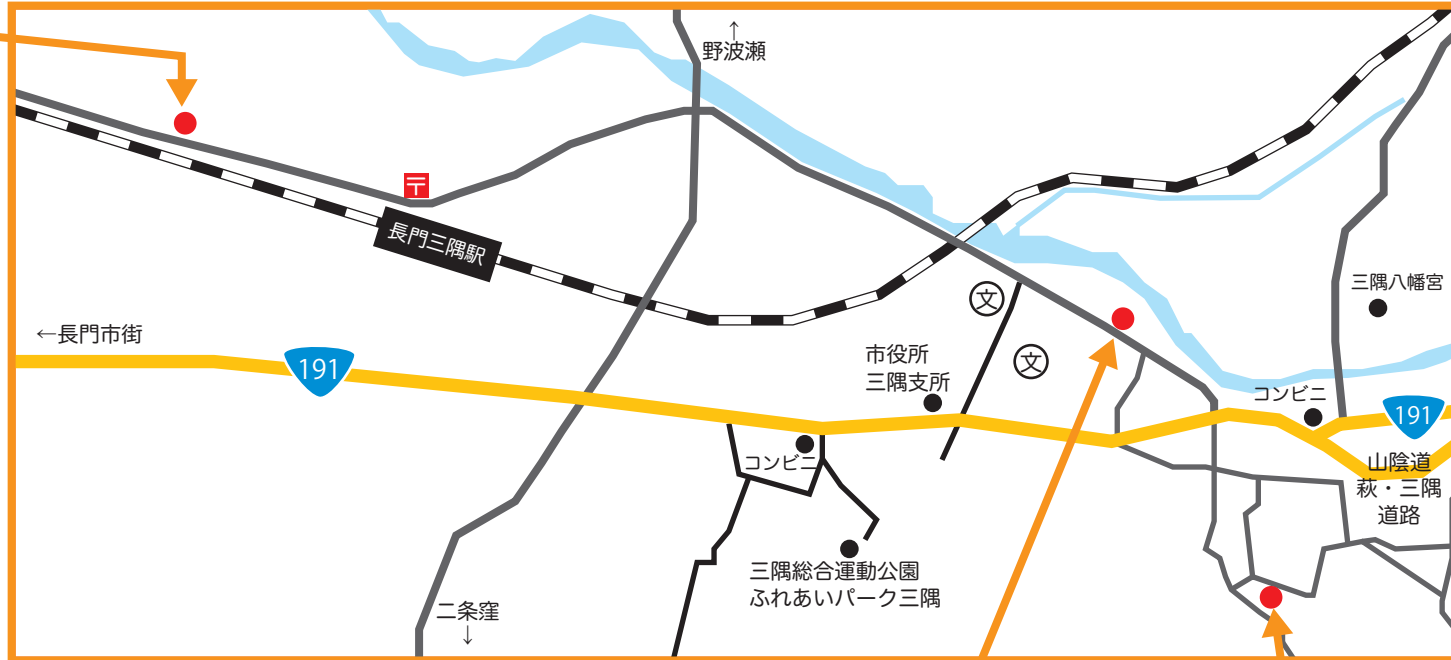 ↑
野波瀬
〒
長門三隅駅
←長門市街
191
文
文
市役所
三隅支所
三隅八幡宮
コンビニ
191
コンビニ
山陰道
萩・三隅
道路
三隅総合運動公園
ふれあいパーク三隅
二条窪
↓